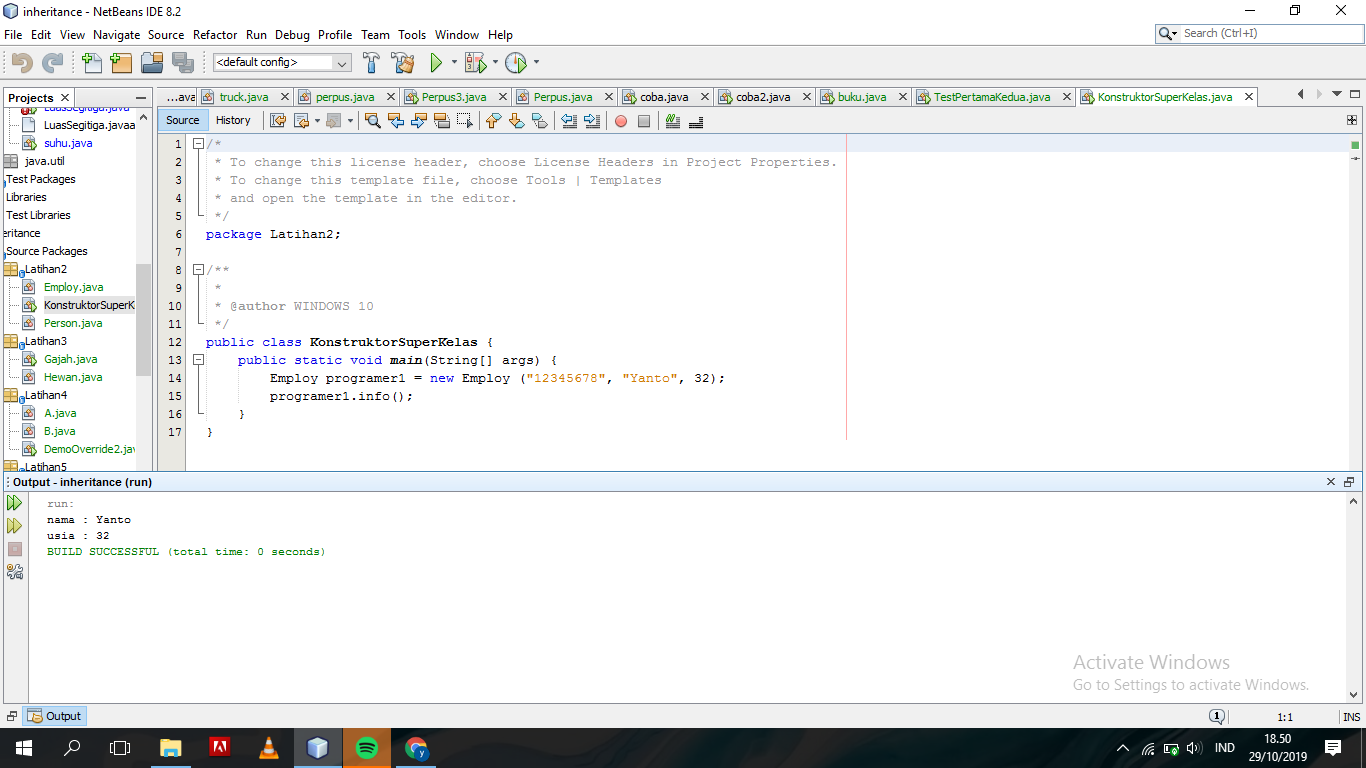 inheritance - NetBeans IDE 8.2
File Edit View Navigate Source Refactor Run Debug Profile Team Tools Window Help
Search (Ctrl+I)
<default config>
Projects
...ava truck.java perpus.java Perpus3.java Perpus.java coba.java coba2.java buku.java TestPertamaKedua.java KonstruktorSuperKelas.java
Source History
LuasSegitiga.java
LuasSegitiga.javaa
suhu.java
java.util
Test Packages
Libraries
Test Libraries
eritance
Source Packages
Latihan2
Employ.java
KonstruktorSuperK
Person.java
Latihan3
Gajah.java
Hewan.java
Latihan4
A.java
B.java
DemoOverride2.jav
Latihan5
1 /*
2 * To change this license header, choose License Headers in Project Properties.
3 * To change this template file, choose Tools | Templates
4 * and open the template in the editor.
5 */
6 package Latihan2;
7
8 /**
9 *
10 * @author WINDOWS 10
11 */
12 public class KonstruktorSuperKelas {
13 public static void main(String[] args) {
14 Employ programer1 = new Employ ("12345678", "Yanto", 32);
15 programer1.info();
16 }
17 }
Output - inheritance (run)
run:
nama : Yanto
usia : 32
BUILD SUCCESSFUL (total time: 0 seconds)
Activate Windows
Go to Settings to activate Windows.
Output
1 1:1 INS
IND
18.50
29/10/2019